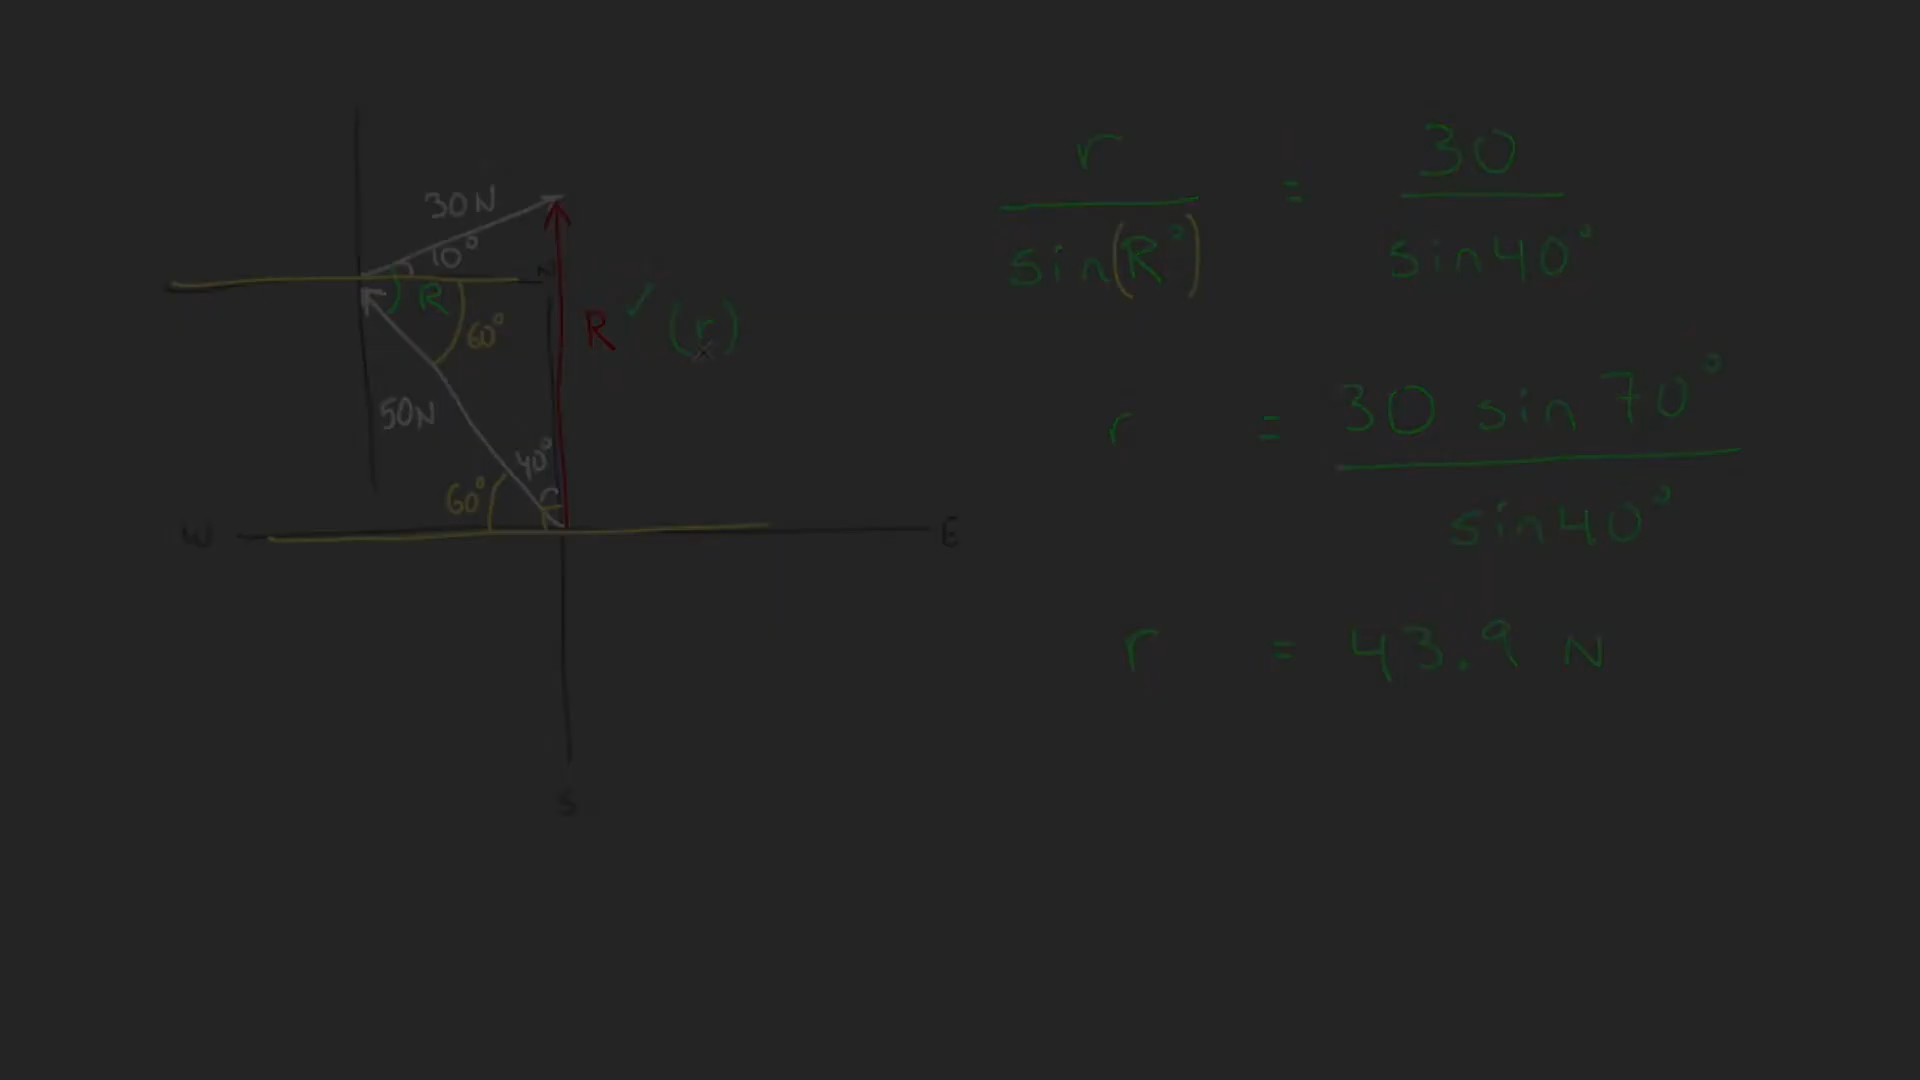 30N
10°
N
R
60°
R (r)
50N
40°
60°
W
E
S
r / sin(R°) = 30 / sin40°
r = 30 sin 70° / sin40°
r = 43.9 N